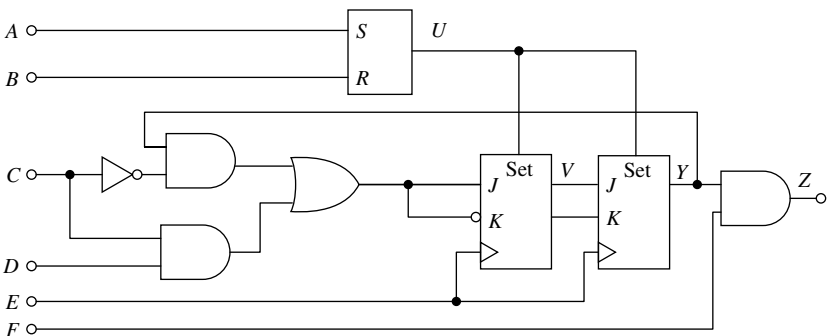 A S U
B R
C Set V Set Y Z
J J
K K
D
E
F